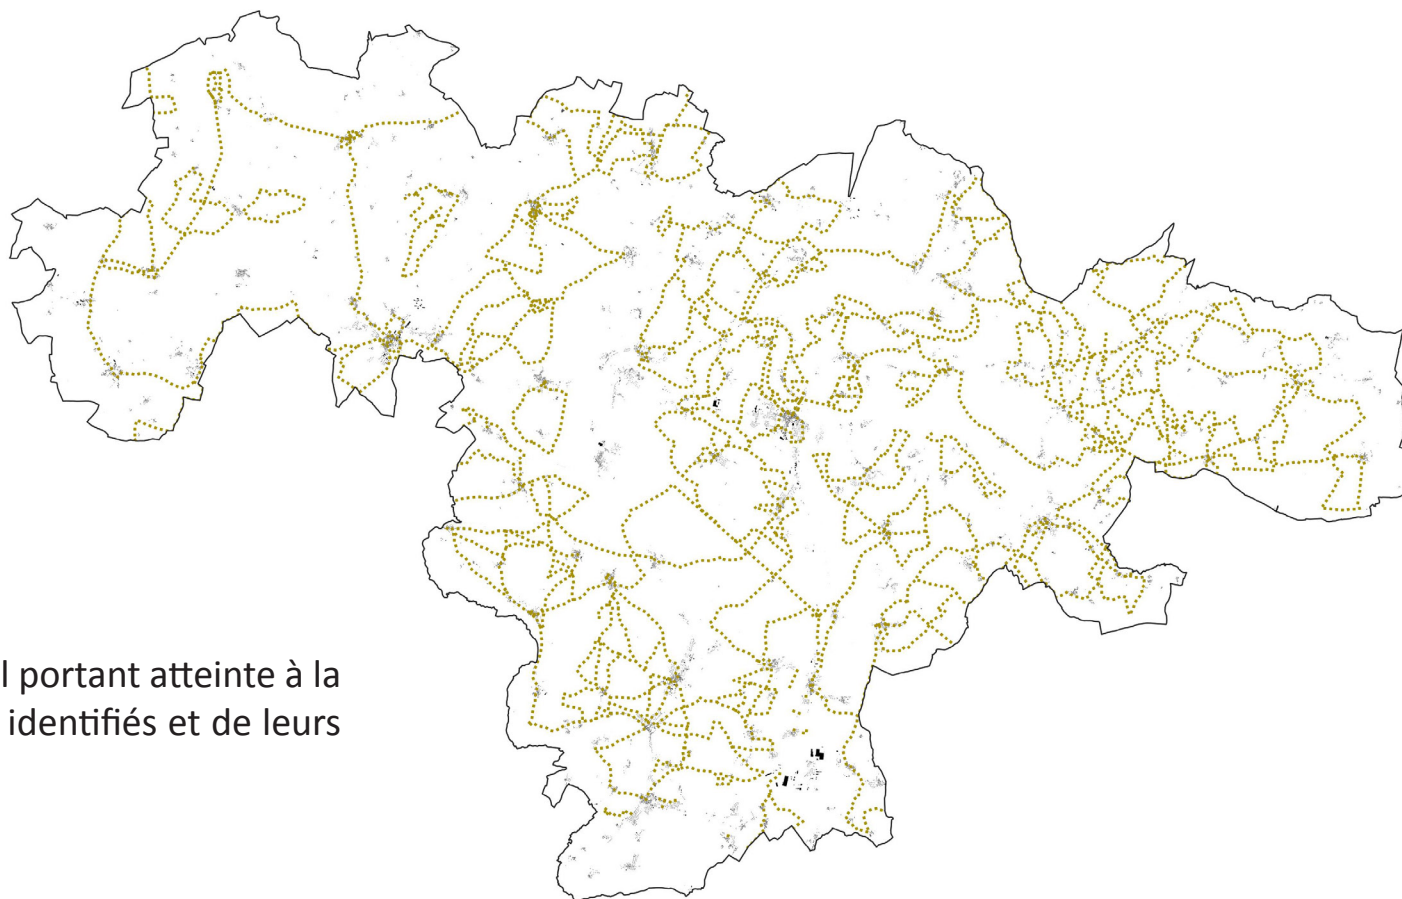 l portant atteinte à la
identifiés et de leurs